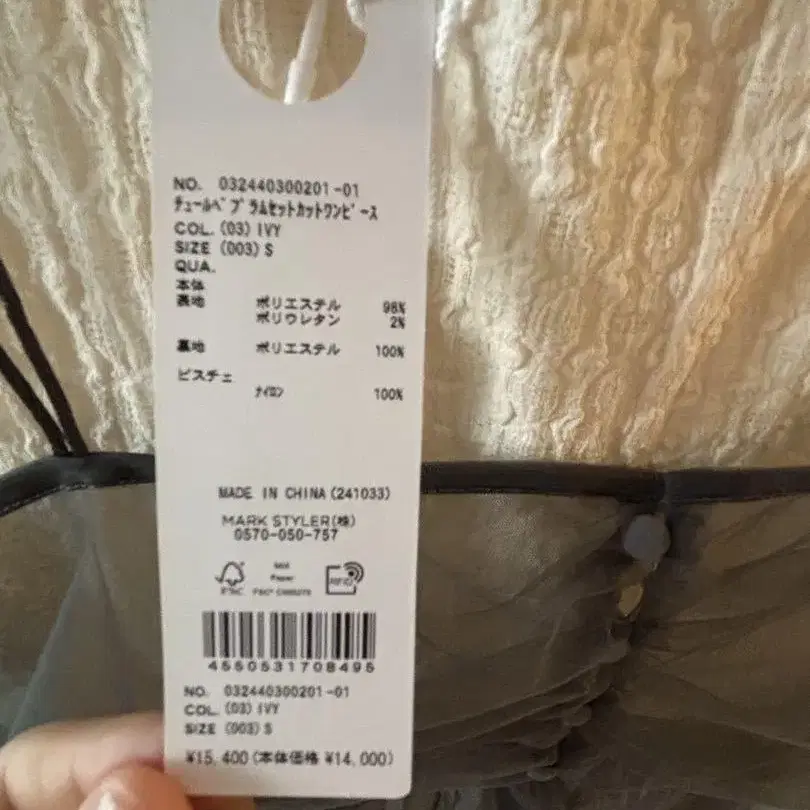 NO. 032440300201-01
チュールペプラムセットカットワンピース
COL. (03) IVY
SIZE (003) S
QUA.
本体
表地 ポリエステル 98%
ポリウレタン 2%
裏地 ポリエステル 100%
ビスチェ
ナイロン 100%
MADE IN CHINA (241033)
MARK STYLER(株)
0570-050-757
MIX
Paper
FSC
RFID
4550531708495
NO. 032440300201-01
COL. (03) IVY
SIZE (003) S
¥15,400 (本体価格 ¥14,000)